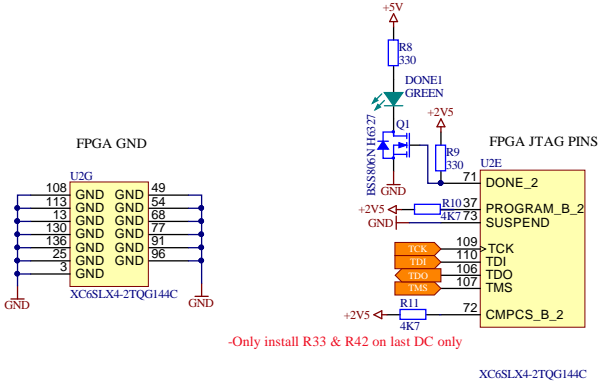 +5V
R8
330
DONE1
GREEN
+2V5
BSS806N H6327
Q1
R9
330
GND
FPGA GND
FPGA JTAG PINS
U2G
U2E
108 GND GND 49
113 GND GND 54
13 GND GND 68
130 GND GND 77
136 GND GND 91
25 GND GND 96
3 GND
GND
GND
XC6SLX4-2TQG144C
71 DONE_2
+2V5 R10 37 PROGRAM_B_2
GND 4K7 73 SUSPEND
TCK 109 TCK
TDI 110 TDI
TDO 106 TDO
TMS 107 TMS
R11
+2V5 72 CMPCS_B_2
4K7
-Only install R33 & R42 on last DC only
XC6SLX4-2TQG144C